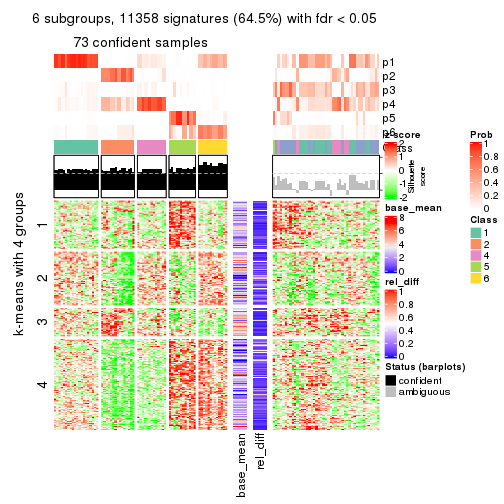 6 subgroups, 11358 signatures (64.5%) with fdr < 0.05
73 confident samples
p1
p2
p3
p4
p5
p6
Class
Silhouette
score
k-means with 4 groups
1
2
3
4
base_mean
rel_diff
z-score
2
1
0
-1
-2
base_mean
8
6
4
2
0
rel_diff
1
0.8
0.6
0.4
0.2
0
Status (barplots)
confident
ambiguous
Prob
1
0.8
0.6
0.4
0.2
0
Class
1
2
4
5
6